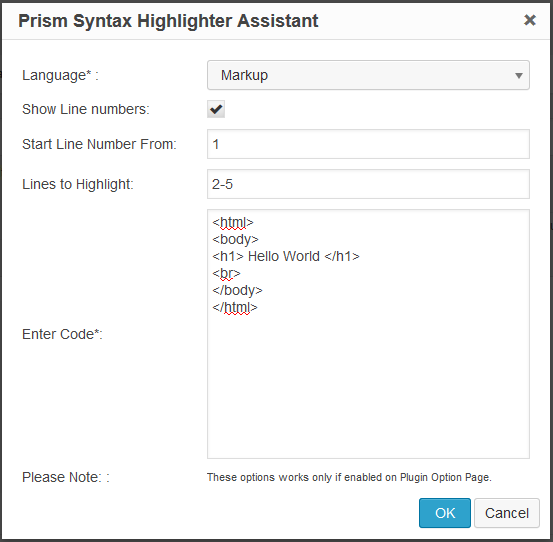 Prism Syntax Highlighter Assistant
Language* : Markup
Show Line numbers:
Start Line Number From: 1
Lines to Highlight: 2-5
<html>
<body>
<h1> Hello World </h1>
<br>
</body>
</html>
Enter Code*:
Please Note: : These options works only if enabled on Plugin Option Page.
OK Cancel